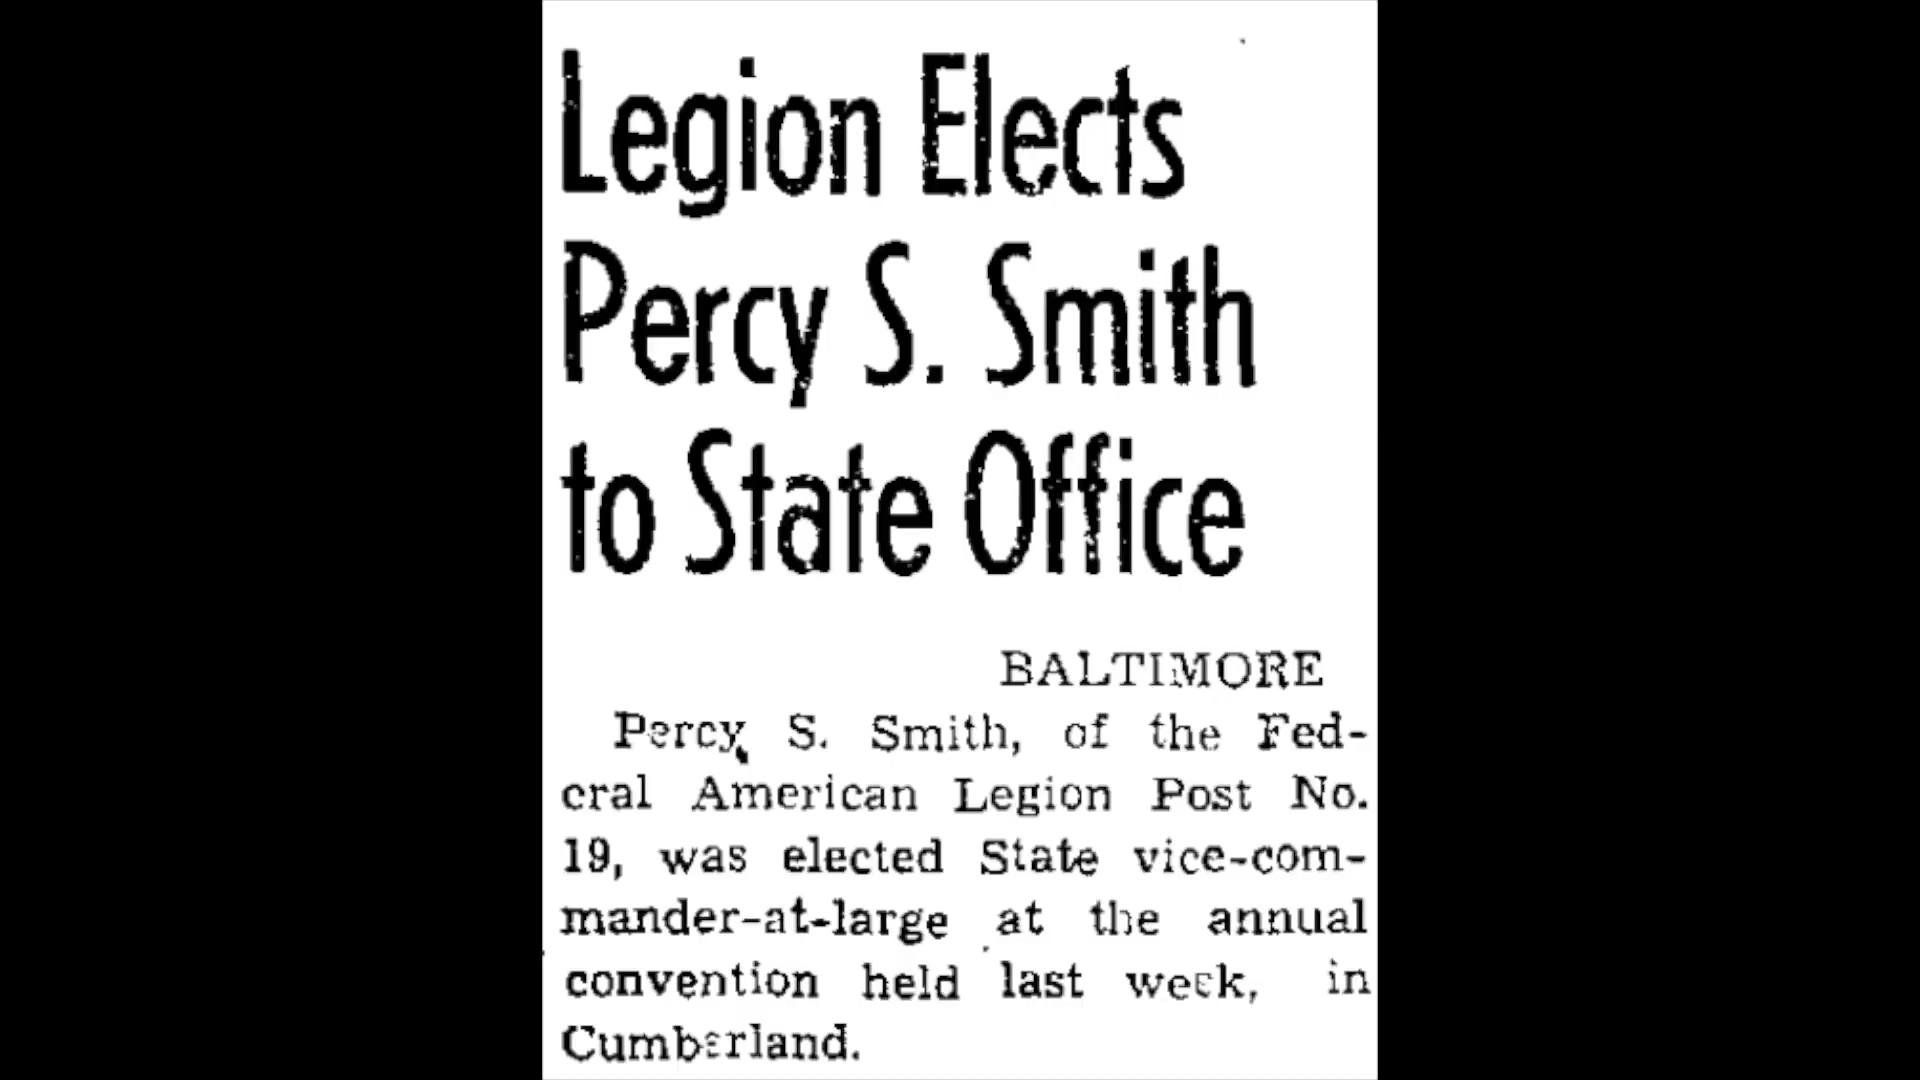 Legion Elects
Percy S. Smith
to State Office
BALTIMORE
Percy S. Smith, of the Fed-
eral American Legion Post No.
19, was elected State vice-com-
mander-at-large at the annual
convention held last week, in
Cumberland.